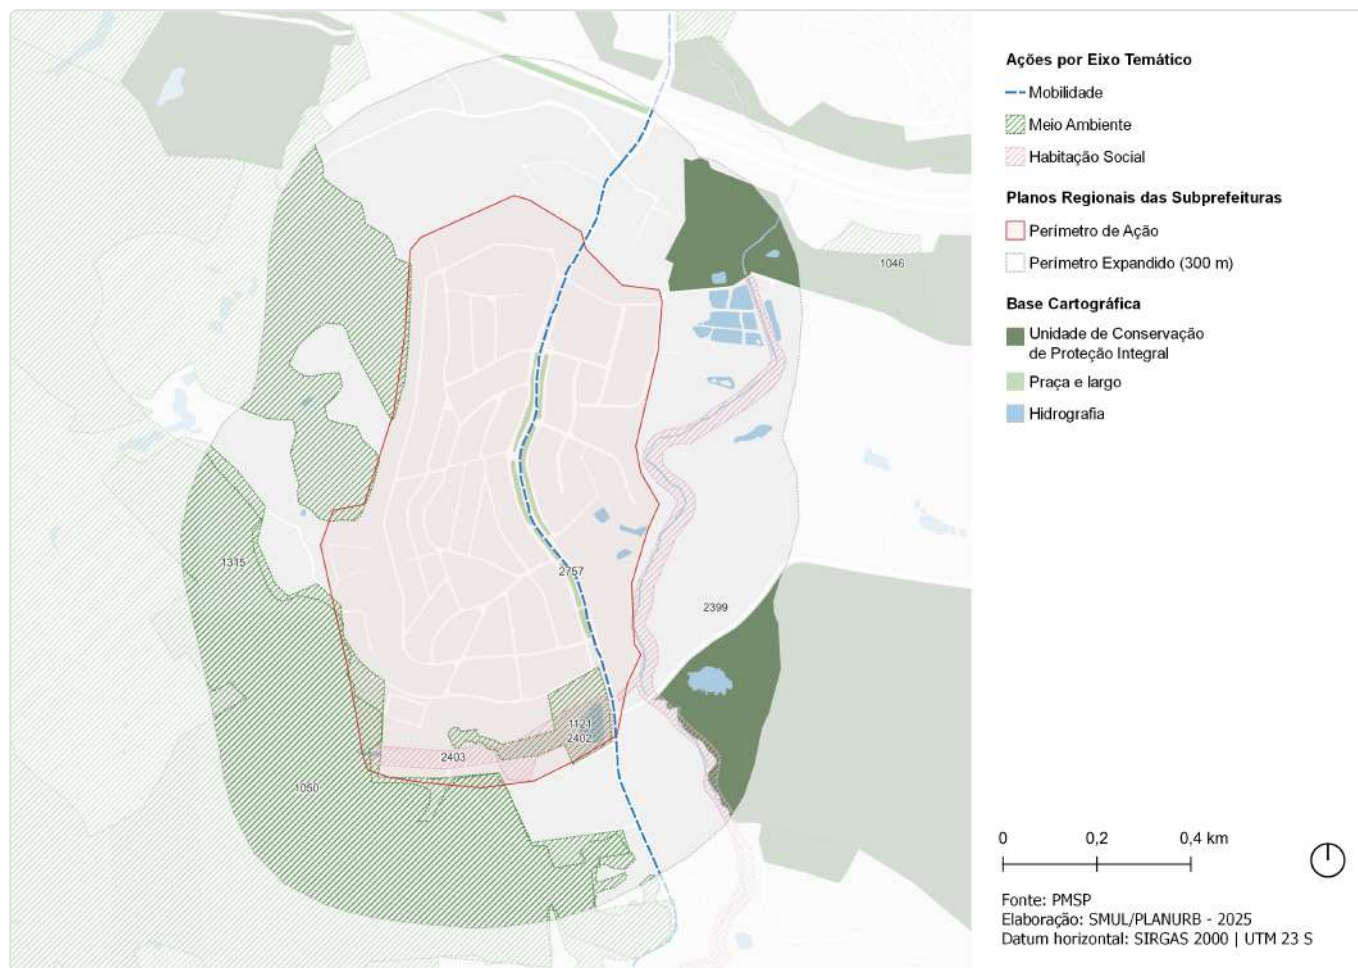 Ações por Eixo Temático
Mobilidade
Meio Ambiente
Habitação Social
Planos Regionais das Subprefeituras
Perímetro de Ação
Perímetro Expandido (300 m)
Base Cartográfica
Unidade de Conservação
de Proteção Integral
Praça e largo
Hidrografia
1046
1315
2757
2399
1121
2402
2403
1050
0 0,2 0,4 km
Fonte: PMSP
Elaboração: SMUL/PLANURB - 2025
Datum horizontal: SIRGAS 2000 | UTM 23 S